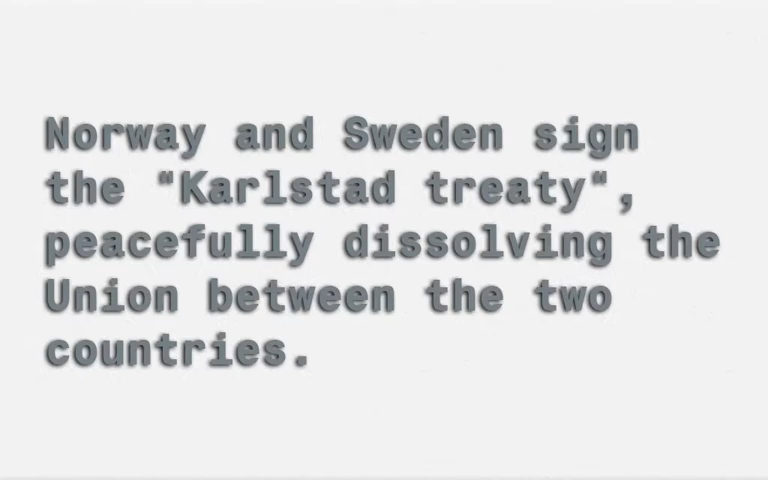 Norway and Sweden sign
the "Karlstad treaty",
peacefully dissolving the
Union between the two
countries.